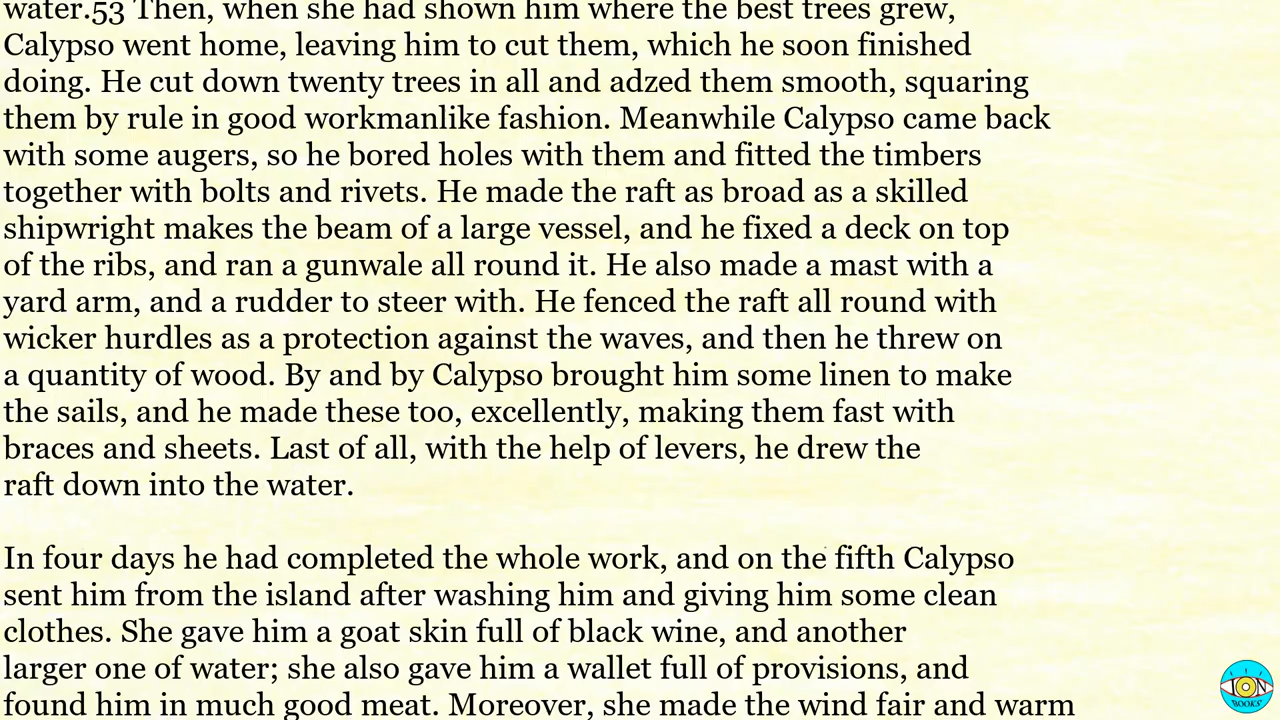 water.53 Then, when she had shown him where the best trees grew,
Calypso went home, leaving him to cut them, which he soon finished
doing. He cut down twenty trees in all and adzed them smooth, squaring
them by rule in good workmanlike fashion. Meanwhile Calypso came back
with some augers, so he bored holes with them and fitted the timbers
together with bolts and rivets. He made the raft as broad as a skilled
shipwright makes the beam of a large vessel, and he fixed a deck on top
of the ribs, and ran a gunwale all round it. He also made a mast with a
yard arm, and a rudder to steer with. He fenced the raft all round with
wicker hurdles as a protection against the waves, and then he threw on
a quantity of wood. By and by Calypso brought him some linen to make
the sails, and he made these too, excellently, making them fast with
braces and sheets. Last of all, with the help of levers, he drew the
raft down into the water.
In four days he had completed the whole work, and on the fifth Calypso
sent him from the island after washing him and giving him some clean
clothes. She gave him a goat skin full of black wine, and another
larger one of water; she also gave him a wallet full of provisions, and
found him in much good meat. Moreover, she made the wind fair and warm
ION
BOOKS